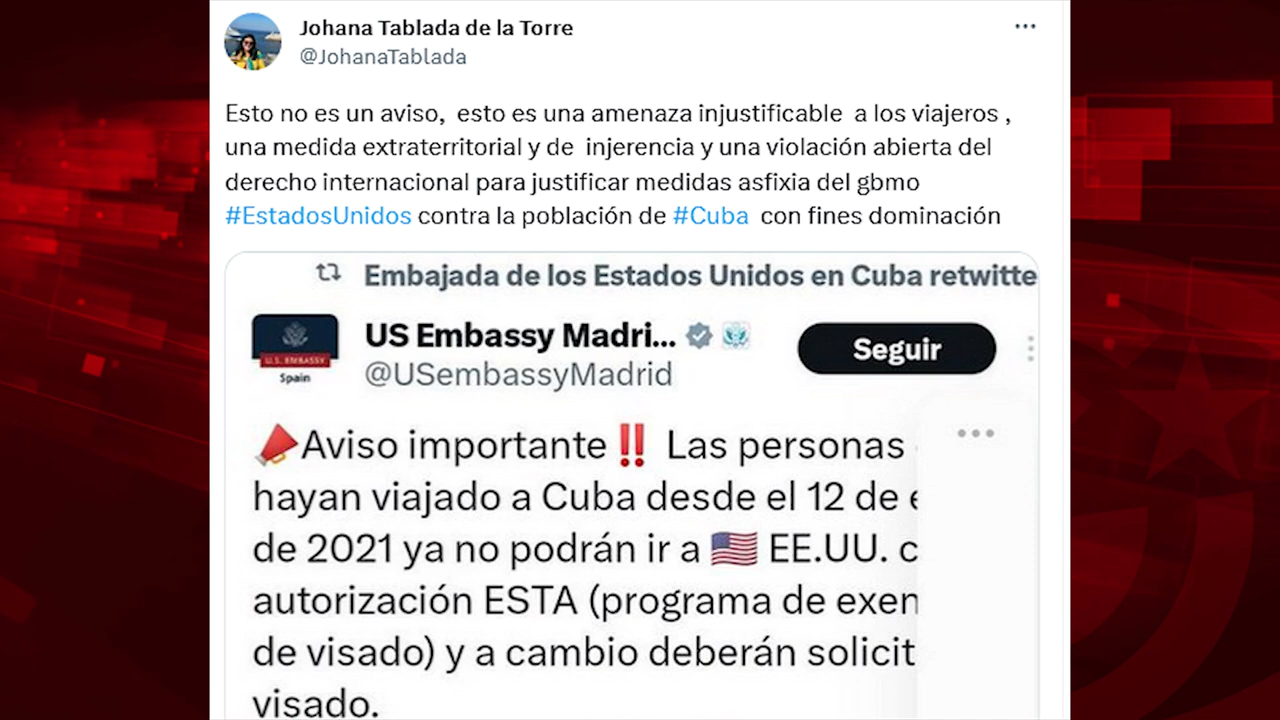 Johana Tablada de la Torre
@JohanaTablada
Esto no es un aviso, esto es una amenaza injustificable a los viajeros ,
una medida extraterritorial y de injerencia y una violación abierta del
derecho internacional para justificar medidas asfixia del gbmo
#EstadosUnidos contra la población de #Cuba con fines dominación
Embajada de los Estados Unidos en Cuba retwitte
US Embassy Madri...
@USembassyMadrid
Seguir
U.S. EMBASSY
Spain
Aviso importante‼ Las personas
hayan viajado a Cuba desde el 12 de e
de 2021 ya no podrán ir a EE.UU. c
autorización ESTA (programa de exen
de visado) y a cambio deberán solicit
visado.